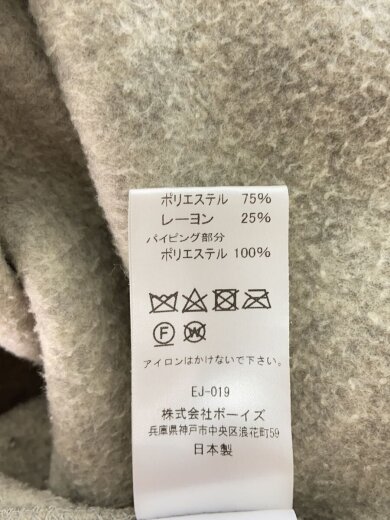 ポリエステル 75%
レーヨン 25%
パイピング部分
ポリエステル 100%
F W
アイロンはかけないで下さい。
EJ-019
株式会社ボーイズ
兵庫県神戸市中央区浪花町59
日本製